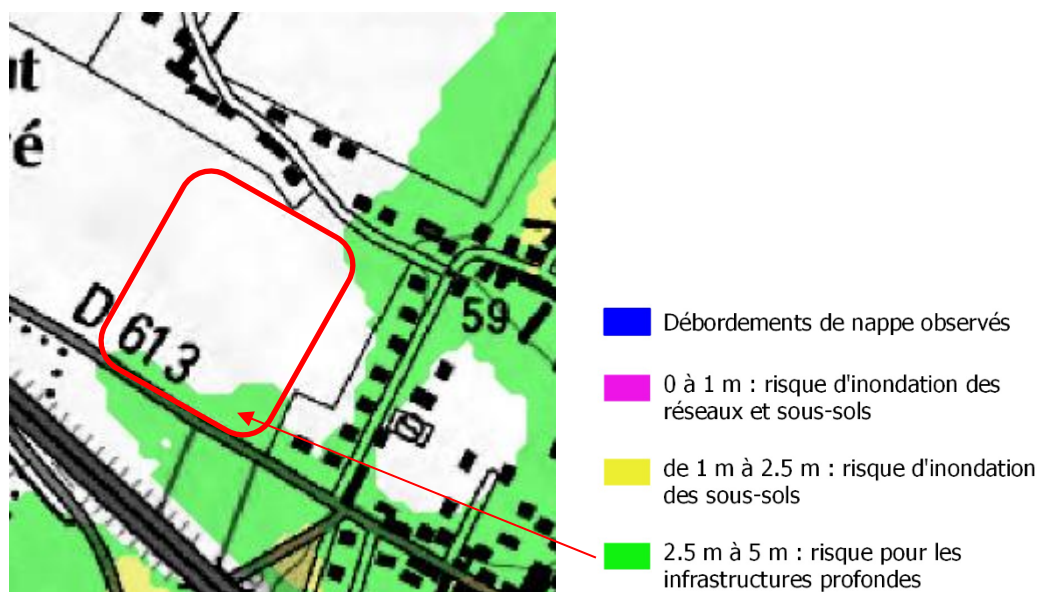 ut
é
D 613
59
Débordements de nappe observés
0 à 1 m : risque d'inondation des
réseaux et sous-sols
de 1 m à 2.5 m : risque d'inondation
des sous-sols
2.5 m à 5 m : risque pour les
infrastructures profondes